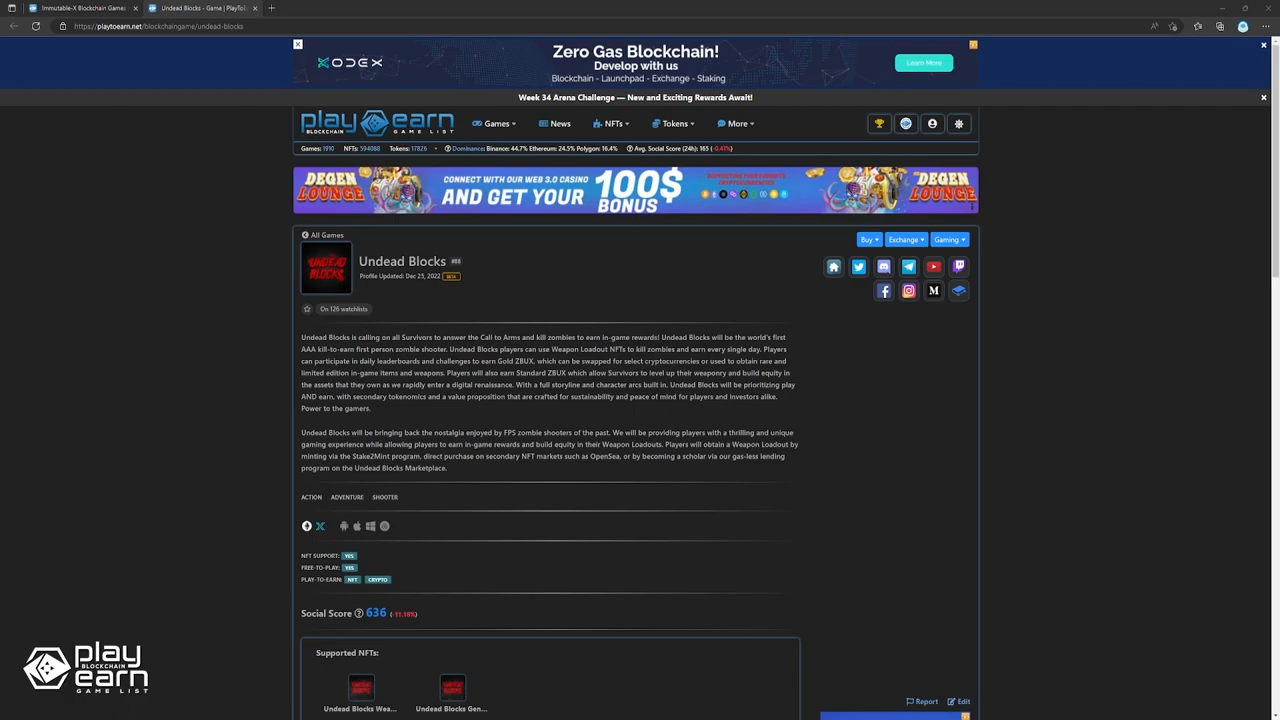 Immutable-X Blockchain Games
Undead Blocks - Game | PlayTo
https://playtoearn.net/blockchaingame/undead-blocks
KODEX
Zero Gas Blockchain!
Develop with us
Blockchain - Launchpad - Exchange - Staking
Learn More
Week 34 Arena Challenge — New and Exciting Rewards Await!
play earn
BLOCKCHAIN GAME LIST
Games
News
NFTs
Tokens
More
Games: 1910 NFTs: 594088 Tokens: 17826 • Dominance: Binance: 44.7% Ethereum: 24.5% Polygon: 16.4% Avg. Social Score (24h): 165 ( -0.41%)
DEGEN LOUNGE
CONNECT WITH OUR WEB 3.0 CASINO
AND GET YOUR
100$ BONUS
SUPPORTING YOUR FAVORITE
CRYPTOCURRENCIES
DEGEN LOUNGE
All Games
Buy
Exchange
Gaming
UNDEAD BLOCKS
Undead Blocks #88
Profile Updated: Dec 25, 2022 BETA
On 126 watchlists
Undead Blocks is calling on all Survivors to answer the Call to Arms and kill zombies to earn in-game rewards! Undead Blocks will be the world's first
AAA kill-to-earn first person zombie shooter. Undead Blocks players can use Weapon Loadout NFTs to kill zombies and earn every single day. Players
can participate in daily leaderboards and challenges to earn Gold ZBUX, which can be swapped for select cryptocurrencies or used to obtain rare and
limited edition in-game items and weapons. Players will also earn Standard ZBUX which allow Survivors to level up their weaponry and build equity in
the assets that they own as we rapidly enter a digital renaissance. With a full storyline and character arcs built in, Undead Blocks will be prioritizing play
AND earn, with secondary tokenomics and a value proposition that are crafted for sustainability and peace of mind for players and investors alike.
Power to the gamers.
Undead Blocks will be bringing back the nostalgia enjoyed by FPS zombie shooters of the past. We will be providing players with a thrilling and unique
gaming experience while allowing players to earn in-game rewards and build equity in their Weapon Loadouts. Players will obtain a Weapon Loadout by
minting via the Stake2Mint program, direct purchase on secondary NFT markets such as OpenSea, or by becoming a scholar via our gas-less lending
program on the Undead Blocks Marketplace.
ACTION ADVENTURE SHOOTER
NFT SUPPORT: YES
FREE-TO-PLAY: YES
PLAY-TO-EARN: NFT CRYPTO
Social Score 636 (-11.18%)
Supported NFTs:
Undead Blocks Wea...
Undead Blocks Gen...
Report
Edit
play earn
BLOCKCHAIN
GAME LIST